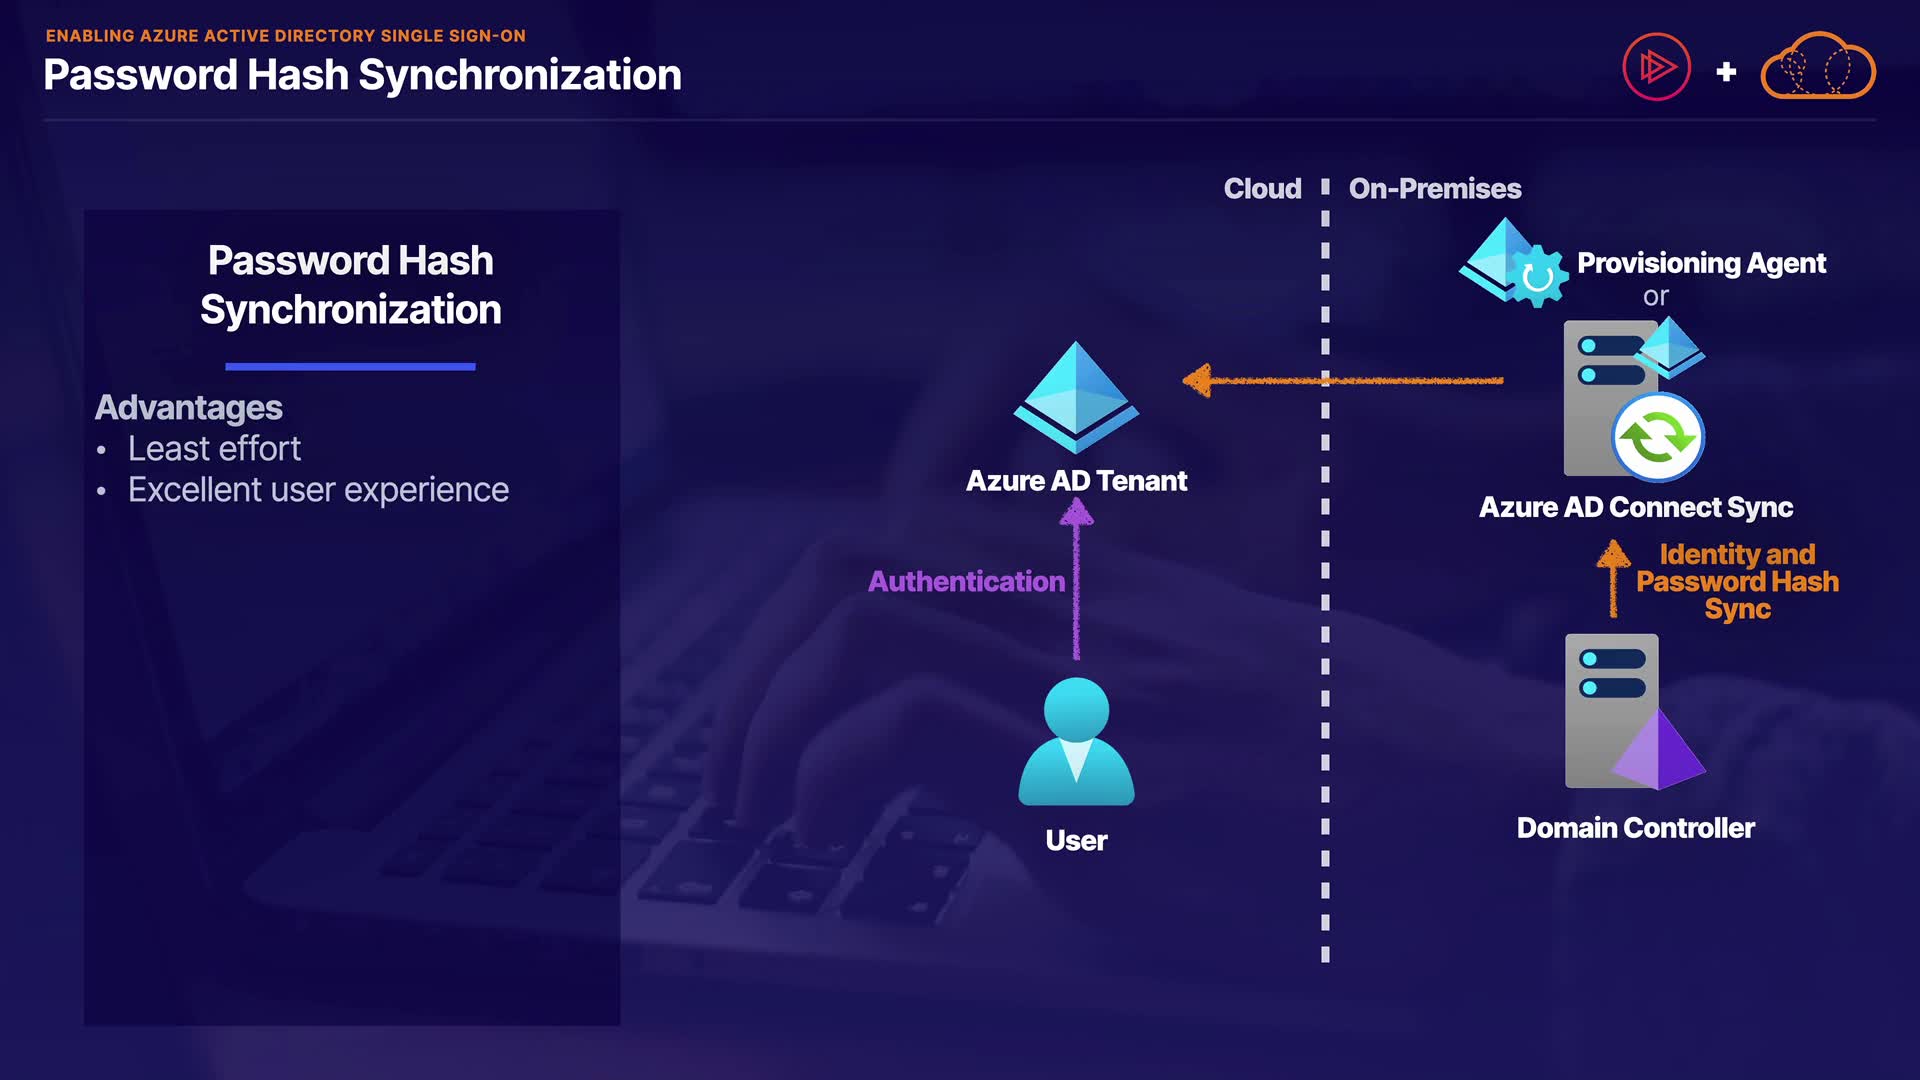 ENABLING AZURE ACTIVE DIRECTORY SINGLE SIGN-ON
Password Hash Synchronization
Password Hash
Synchronization
Advantages
• Least effort
• Excellent user experience
Cloud
On-Premises
Provisioning Agent
or
Azure AD Tenant
Azure AD Connect Sync
Authentication
Identity and
Password Hash
Sync
User
Domain Controller